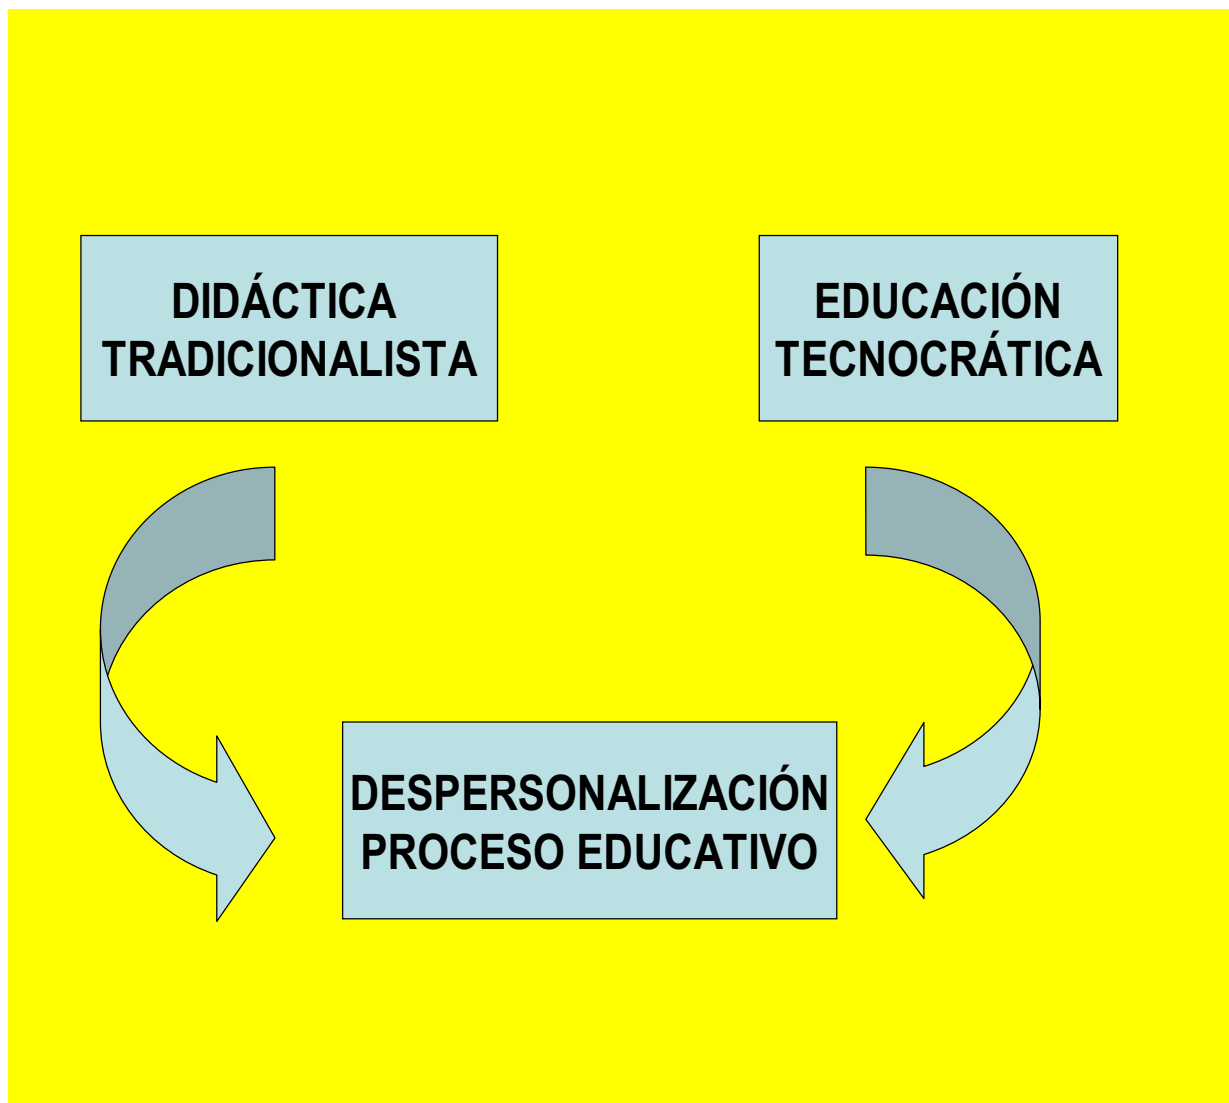 DIDÁCTICA
TRADICIONALISTA
EDUCACIÓN
TECNOCRÁTICA
DESPERSONALIZACIÓN
PROCESO EDUCATIVO